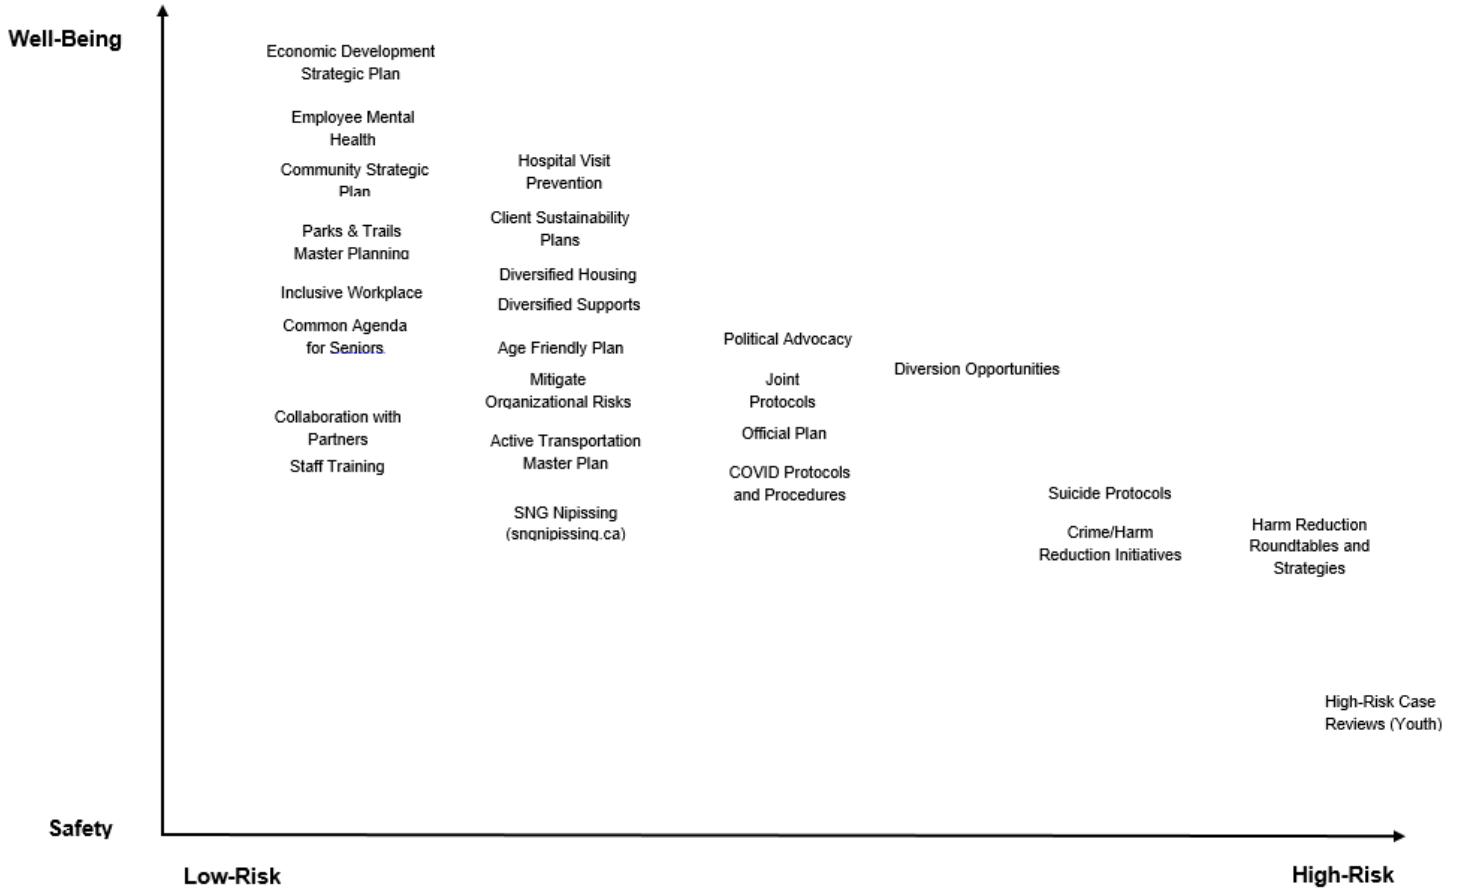 Well-Being
Economic Development
Strategic Plan
Employee Mental
Health
Community Strategic
Plan
Parks & Trails
Master Planning
Inclusive Workplace
Common Agenda
for Seniors
Collaboration with
Partners
Staff Training
Hospital Visit
Prevention
Client Sustainability
Plans
Diversified Housing
Diversified Supports
Age Friendly Plan
Mitigate
Organizational Risks
Active Transportation
Master Plan
SNG Nipissing
(sngnipissing.ca)
Political Advocacy
Joint
Protocols
Official Plan
COVID Protocols
and Procedures
Diversion Opportunities
Suicide Protocols
Crime/Harm
Reduction Initiatives
Harm Reduction
Roundtables and
Strategies
High-Risk Case
Reviews (Youth)
Safety
Low-Risk
High-Risk